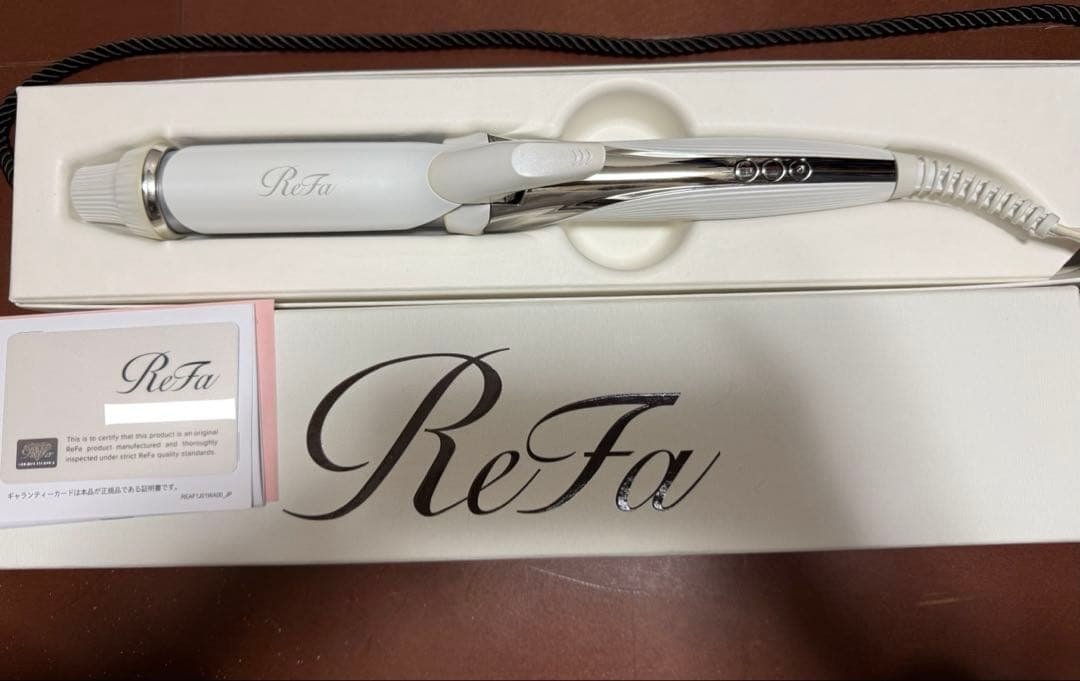 ReFa
ReFa
This is to certify that this product is an original
ReFa product manufactured and thoroughly
inspected under strict ReFa quality standards.
ギャランティーカードは本品が正規品である証明書です。
REAF1J01WA00_JP
ReFa